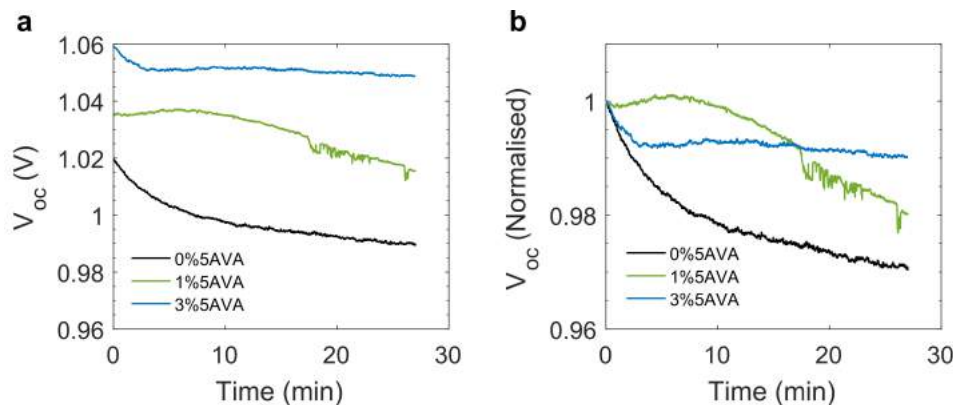 a
V oc (V)
1.06
1.04
1.02
1
0.98
0.96
0%5AVA
1%5AVA
3%5AVA
0
10
20
30
Time (min)
b
V oc (Normalised)
1
0.98
0.96
0%5AVA
1%5AVA
3%5AVA
0
10
20
30
Time (min)